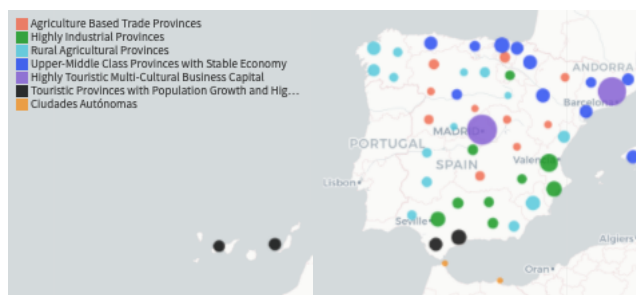 Agriculture Based Trade Provinces
Highly Industrial Provinces
Rural Agricultural Provinces
Upper-Middle Class Provinces with Stable Economy
Highly Touristic Multi-Cultural Business Capital
Touristic Provinces with Population Growth and Hig...
Ciudades Autónomas
ANDORRA
Barcelona
MADRID
PORTUGAL
SPAIN
Valencia
Lisbon
Seville
Algiers
Oran